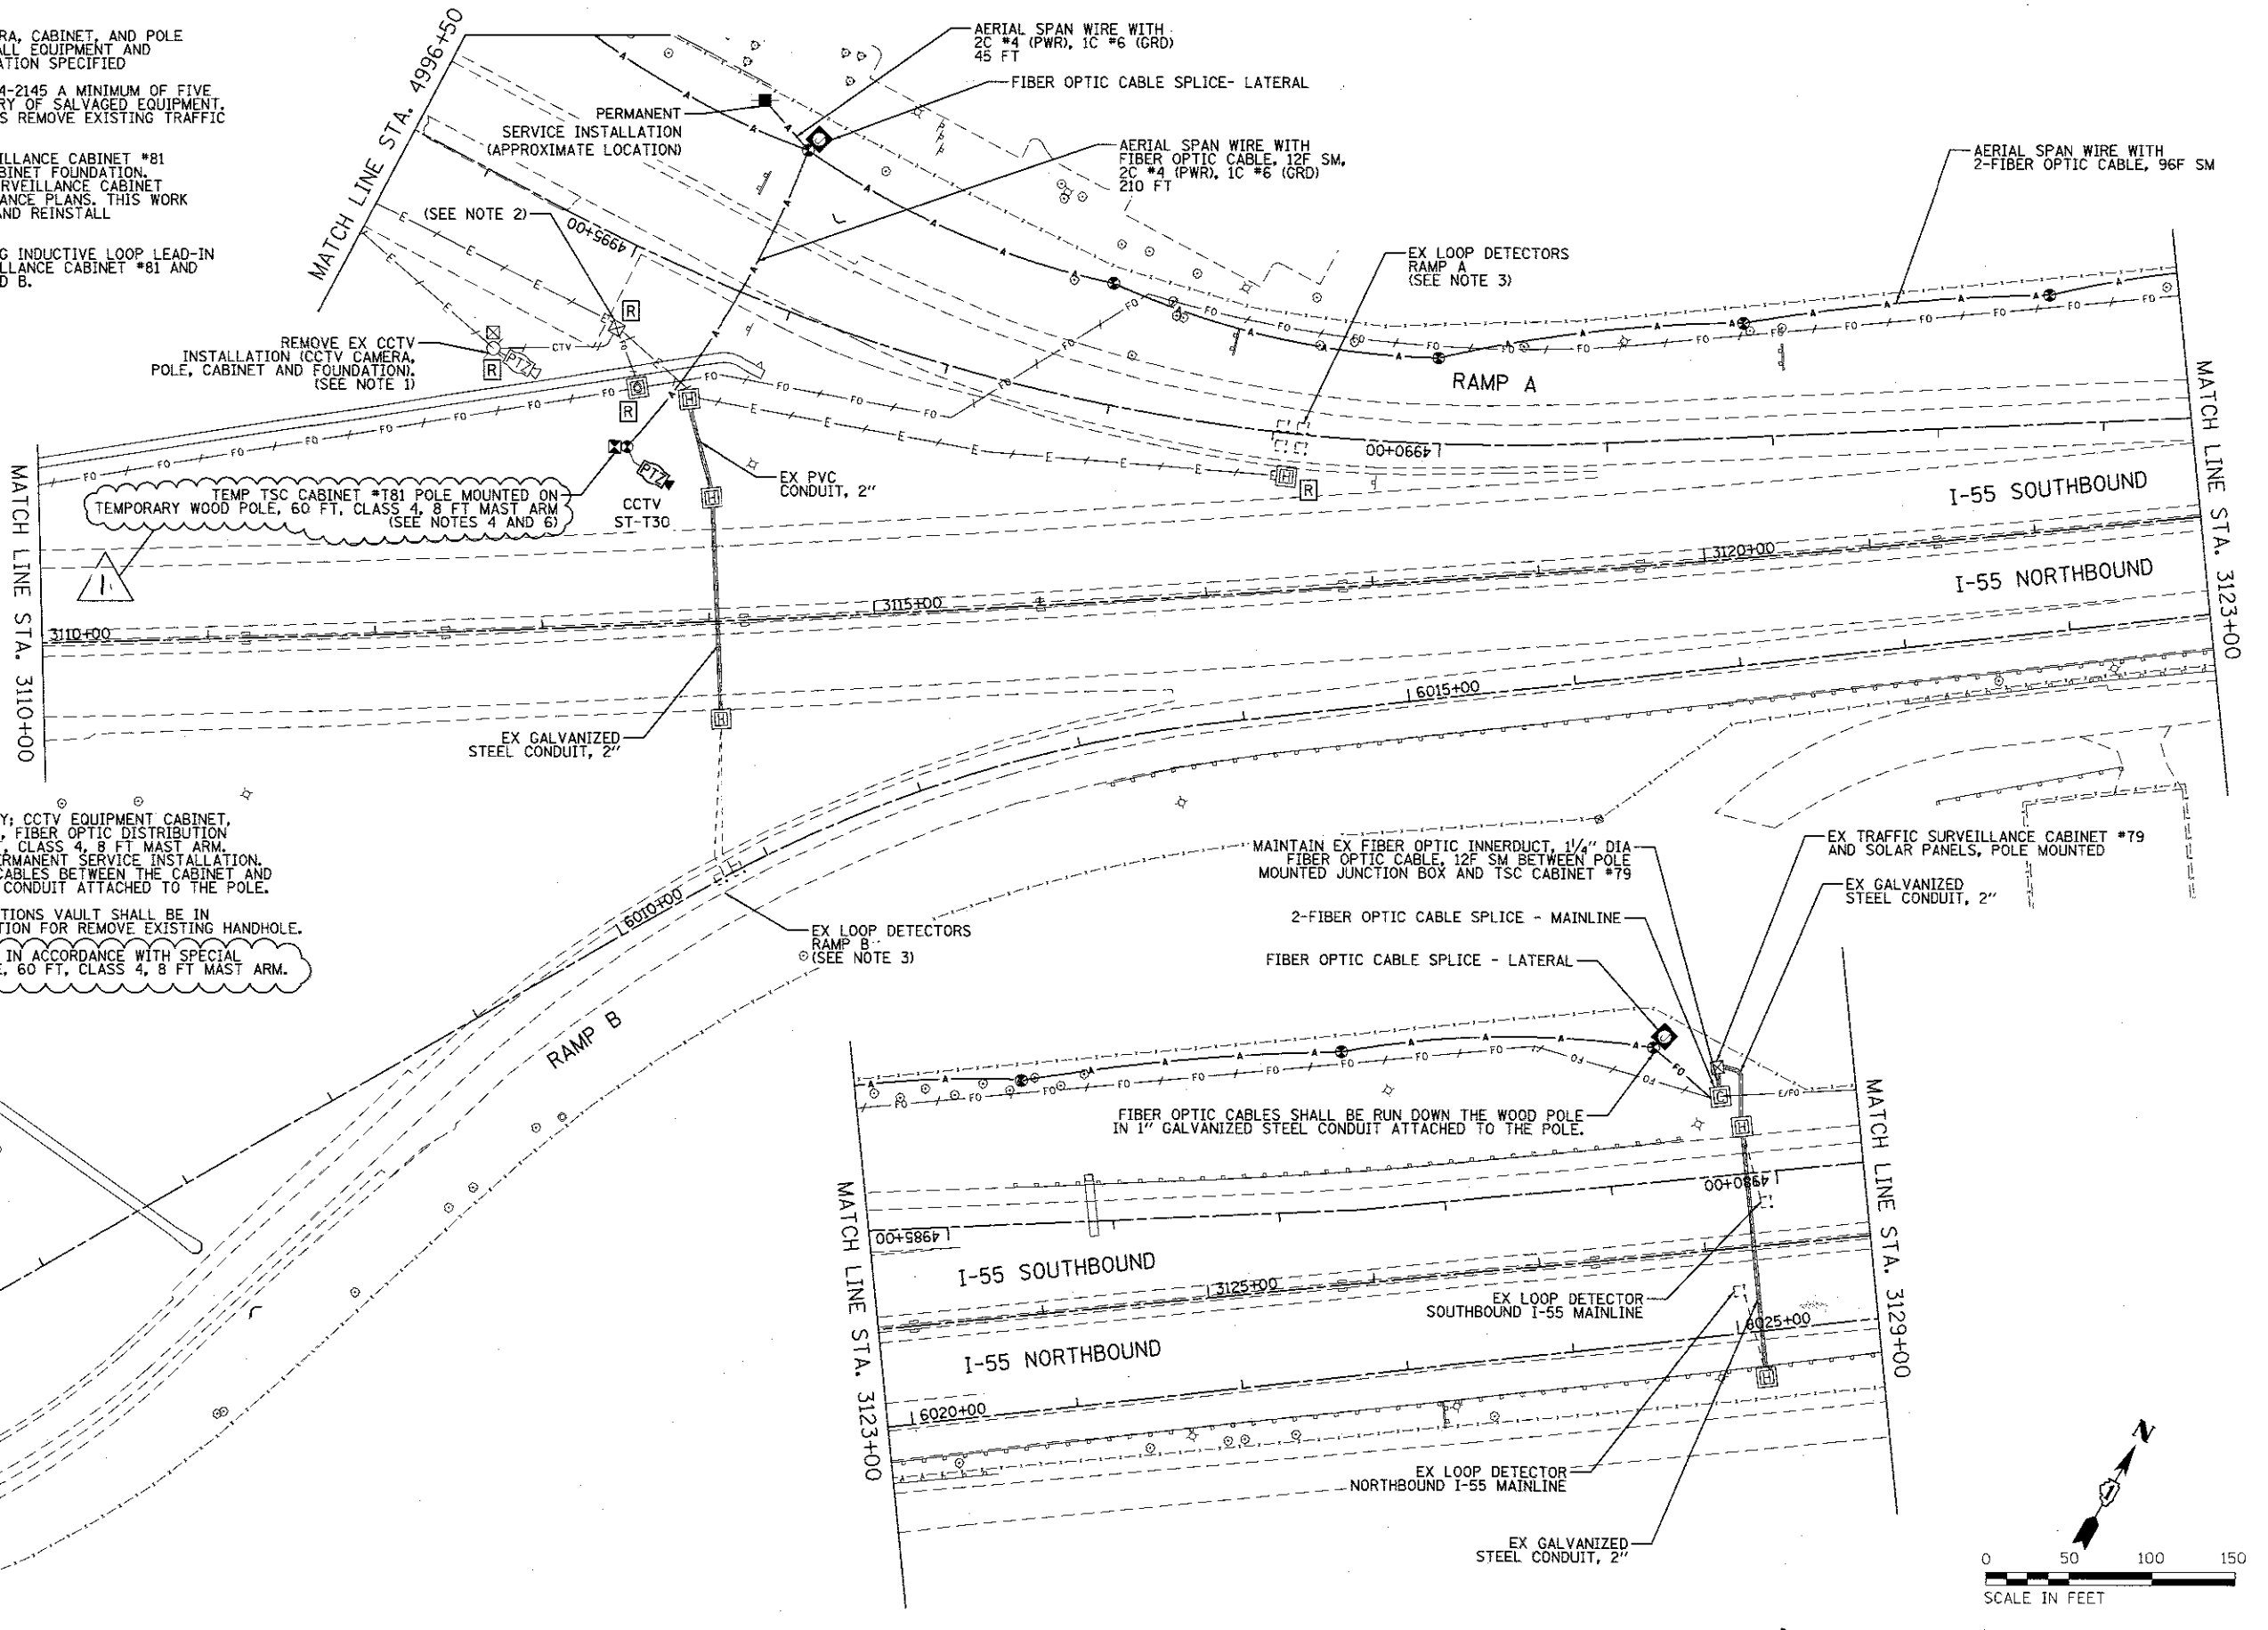 RA, CABINET, AND POLE
ALL EQUIPMENT AND
ATION SPECIFIED
4-2145 A MINIMUM OF FIVE
RY OF SALVAGED EQUIPMENT.
S REMOVE EXISTING TRAFFIC
ILLANCE CABINET #81
BINET FOUNDATION.
URVEILLANCE CABINET
ANCE PLANS. THIS WORK
AND REINSTALL
G INDUCTIVE LOOP LEAD-IN
LLANCE CABINET #81 AND
D B.
MATCH LINE STA. 4996+50
AERIAL SPAN WIRE WITH
2C #4 (PWR), 1C #6 (GRD)
45 FT
FIBER OPTIC CABLE SPLICE- LATERAL
PERMANENT
SERVICE INSTALLATION
(APPROXIMATE LOCATION)
AERIAL SPAN WIRE WITH
FIBER OPTIC CABLE, 12F SM,
2C #4 (PWR), 1C #6 (GRD)
210 FT
AERIAL SPAN WIRE WITH
2-FIBER OPTIC CABLE, 96F SM
(SEE NOTE 2)
4995+00
EX LOOP DETECTORS
RAMP A
(SEE NOTE 3)
REMOVE EX CCTV
INSTALLATION (CCTV CAMERA,
POLE, CABINET AND FOUNDATION).
(SEE NOTE 1)
R
R
R
PTZ
CTV
RAMP A
4990+00
R
H
H
H
H
EX PVC
CONDUIT, 2"
TEMP TSC CABINET #T81 POLE MOUNTED ON
TEMPORARY WOOD POLE, 60 FT, CLASS 4, 8 FT MAST ARM
(SEE NOTES 4 AND 6)
PTZ
CCTV
ST-T30
1
MATCH LINE STA. 3110+00
3110+00
3115+00
3120+00
I-55 SOUTHBOUND
I-55 NORTHBOUND
MATCH LINE STA. 3123+00
6015+00
EX GALVANIZED
STEEL CONDUIT, 2"
Y; CCTV EQUIPMENT CABINET,
, FIBER OPTIC DISTRIBUTION
, CLASS 4, 8 FT MAST ARM.
ERMANENT SERVICE INSTALLATION.
CABLES BETWEEN THE CABINET AND
CONDUIT ATTACHED TO THE POLE.
TIONS VAULT SHALL BE IN
TION FOR REMOVE EXISTING HANDHOLE.
IN ACCORDANCE WITH SPECIAL
E, 60 FT, CLASS 4, 8 FT MAST ARM.
6010+00
EX LOOP DETECTORS
RAMP B
(SEE NOTE 3)
RAMP B
MAINTAIN EX FIBER OPTIC INNERDUCT, 1¼" DIA
FIBER OPTIC CABLE, 12F SM BETWEEN POLE
MOUNTED JUNCTION BOX AND TSC CABINET #79
EX TRAFFIC SURVEILLANCE CABINET #79
AND SOLAR PANELS, POLE MOUNTED
EX GALVANIZED
STEEL CONDUIT, 2"
2-FIBER OPTIC CABLE SPLICE - MAINLINE
FIBER OPTIC CABLE SPLICE - LATERAL
FIBER OPTIC CABLES SHALL BE RUN DOWN THE WOOD POLE
IN 1" GALVANIZED STEEL CONDUIT ATTACHED TO THE POLE.
E/FO
C
H
H
MATCH LINE STA. 3123+00
MATCH LINE STA. 3129+00
4980+00
4985+00
I-55 SOUTHBOUND
3125+00
EX LOOP DETECTOR
SOUTHBOUND I-55 MAINLINE
6025+00
I-55 NORTHBOUND
6020+00
EX LOOP DETECTOR
NORTHBOUND I-55 MAINLINE
EX GALVANIZED
STEEL CONDUIT, 2"
N
0 50 100 150
SCALE IN FEET